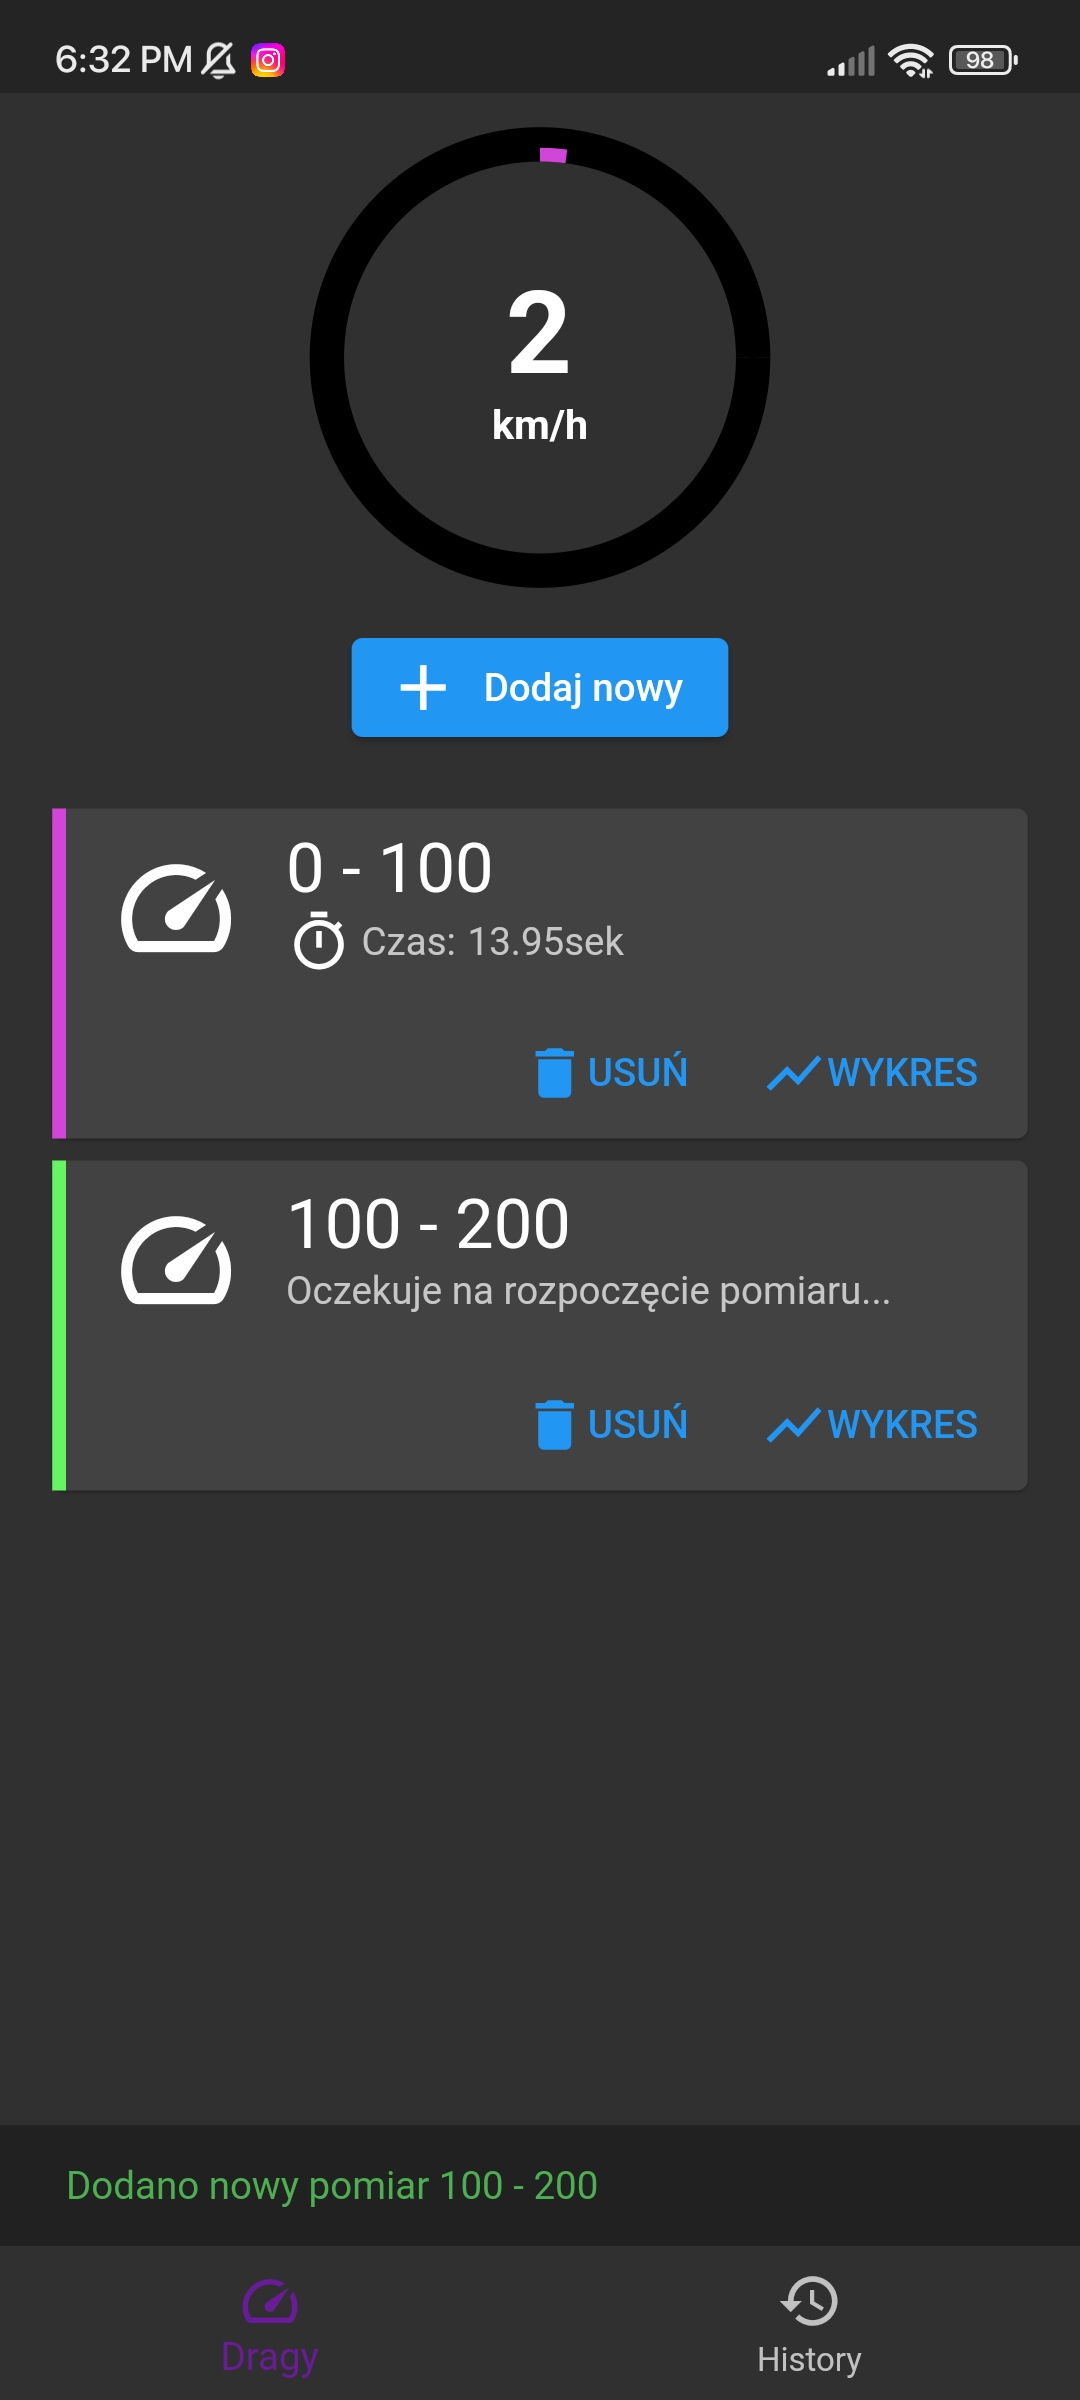 6:32 PM 98
2
km/h
Dodaj nowy
0 - 100
Czas: 13.95sek
USUŃ WYKRES
100 - 200
Oczekuje na rozpoczęcie pomiaru...
USUŃ WYKRES
Dodano nowy pomiar 100 - 200
Dragy History